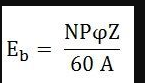 E_b = NPφZ / 60 A